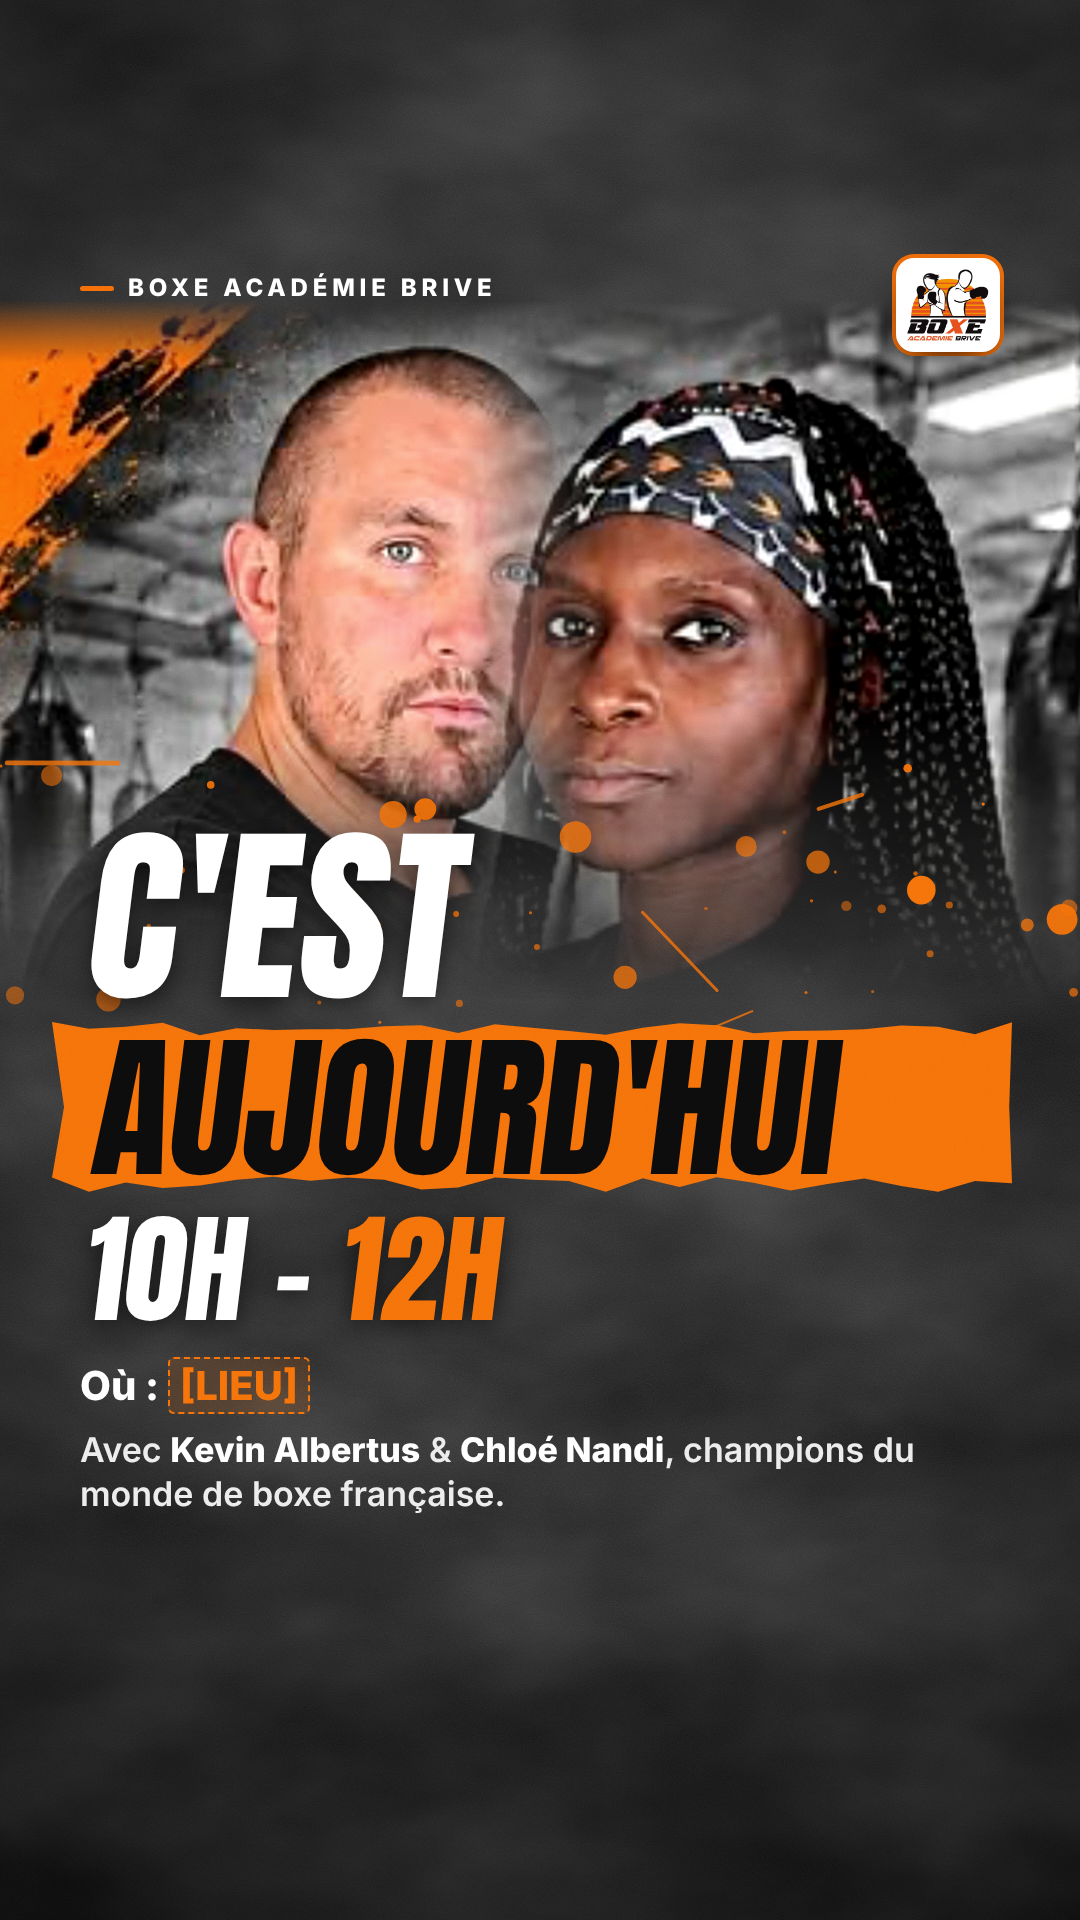 BOXE ACADÉMIE BRIVE
BOXE
ACADEMIE BRIVE
C'EST
AUJOURD'HUI
10H - 12H
Où : [LIEU]
Avec Kevin Albertus & Chloé Nandi, champions du
monde de boxe française.